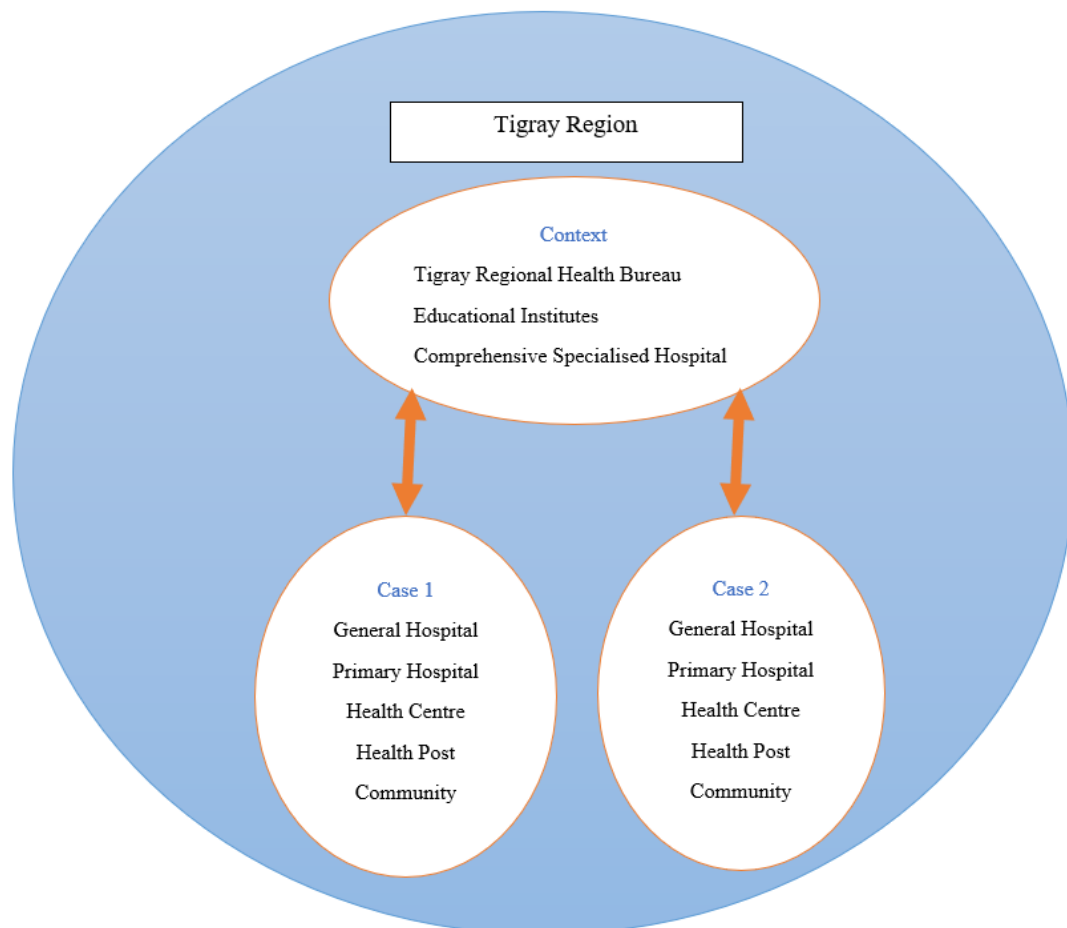 Tigray Region
Context
Tigray Regional Health Bureau
Educational Institutes
Comprehensive Specialised Hospital
Case 1
General Hospital
Primary Hospital
Health Centre
Health Post
Community
Case 2
General Hospital
Primary Hospital
Health Centre
Health Post
Community